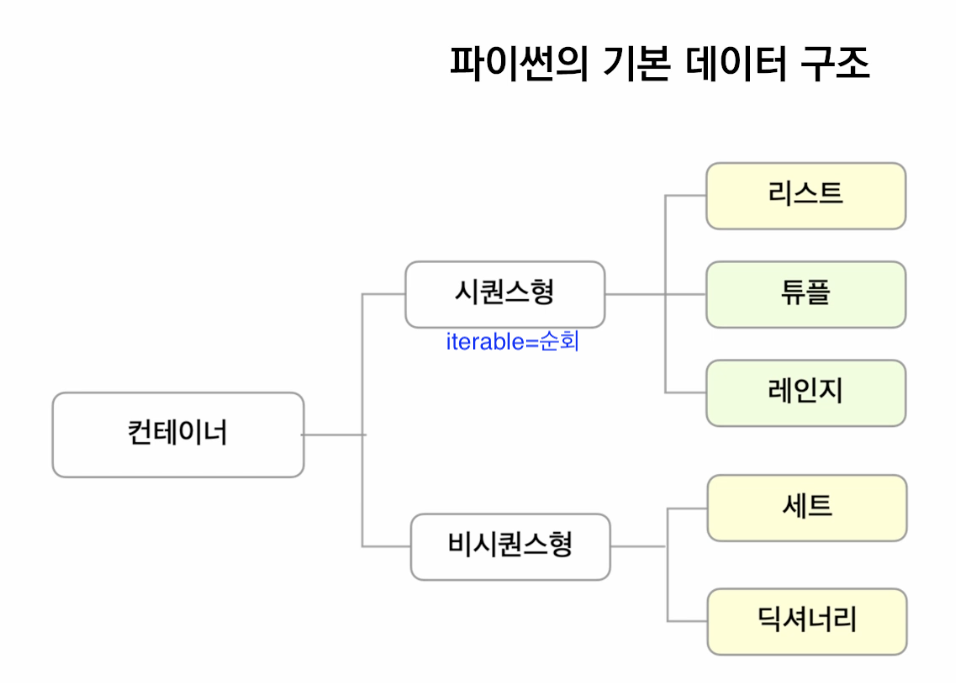 파이썬의 기본 데이터 구조
컨테이너
시퀀스형
iterable=순회
리스트
튜플
레인지
비시퀀스형
세트
딕셔너리